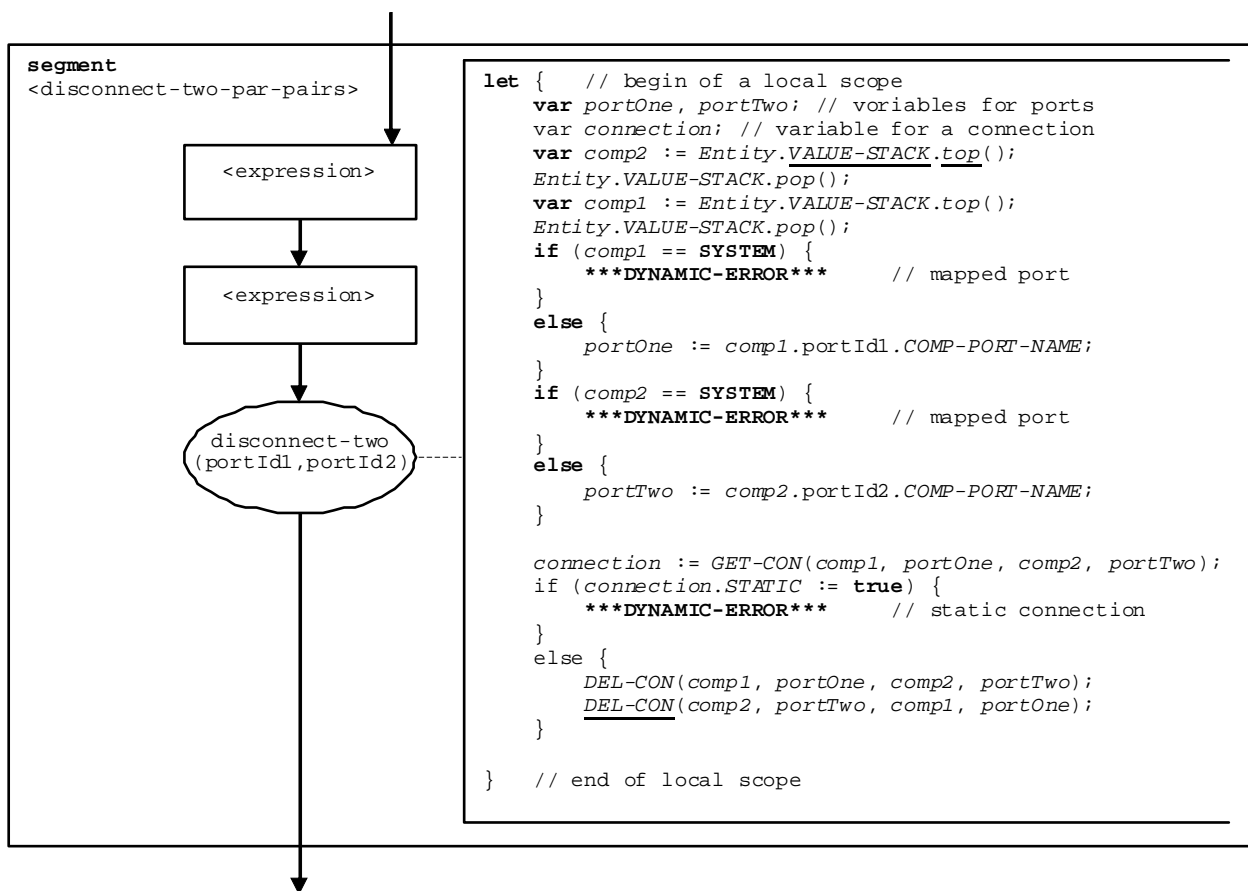 segment
<disconnect-two-par-pairs>
<expression>
<expression>
disconnect-two
(portId1,portId2)
let { // begin of a local scope
var portOne, portTwo; // voriables for ports
var connection; // variable for a connection
var comp2 := Entity.VALUE-STACK.top();
Entity.VALUE-STACK.pop();
var comp1 := Entity.VALUE-STACK.top();
Entity.VALUE-STACK.pop();
if (comp1 == SYSTEM) {
***DYNAMIC-ERROR*** // mapped port
}
else {
portOne := comp1.portId1.COMP-PORT-NAME;
}
if (comp2 == SYSTEM) {
***DYNAMIC-ERROR*** // mapped port
}
else {
portTwo := comp2.portId2.COMP-PORT-NAME;
}
connection := GET-CON(comp1, portOne, comp2, portTwo);
if (connection.STATIC := true) {
***DYNAMIC-ERROR*** // static connection
}
else {
DEL-CON(comp1, portOne, comp2, portTwo);
DEL-CON(comp2, portTwo, comp1, portOne);
}
} // end of local scope